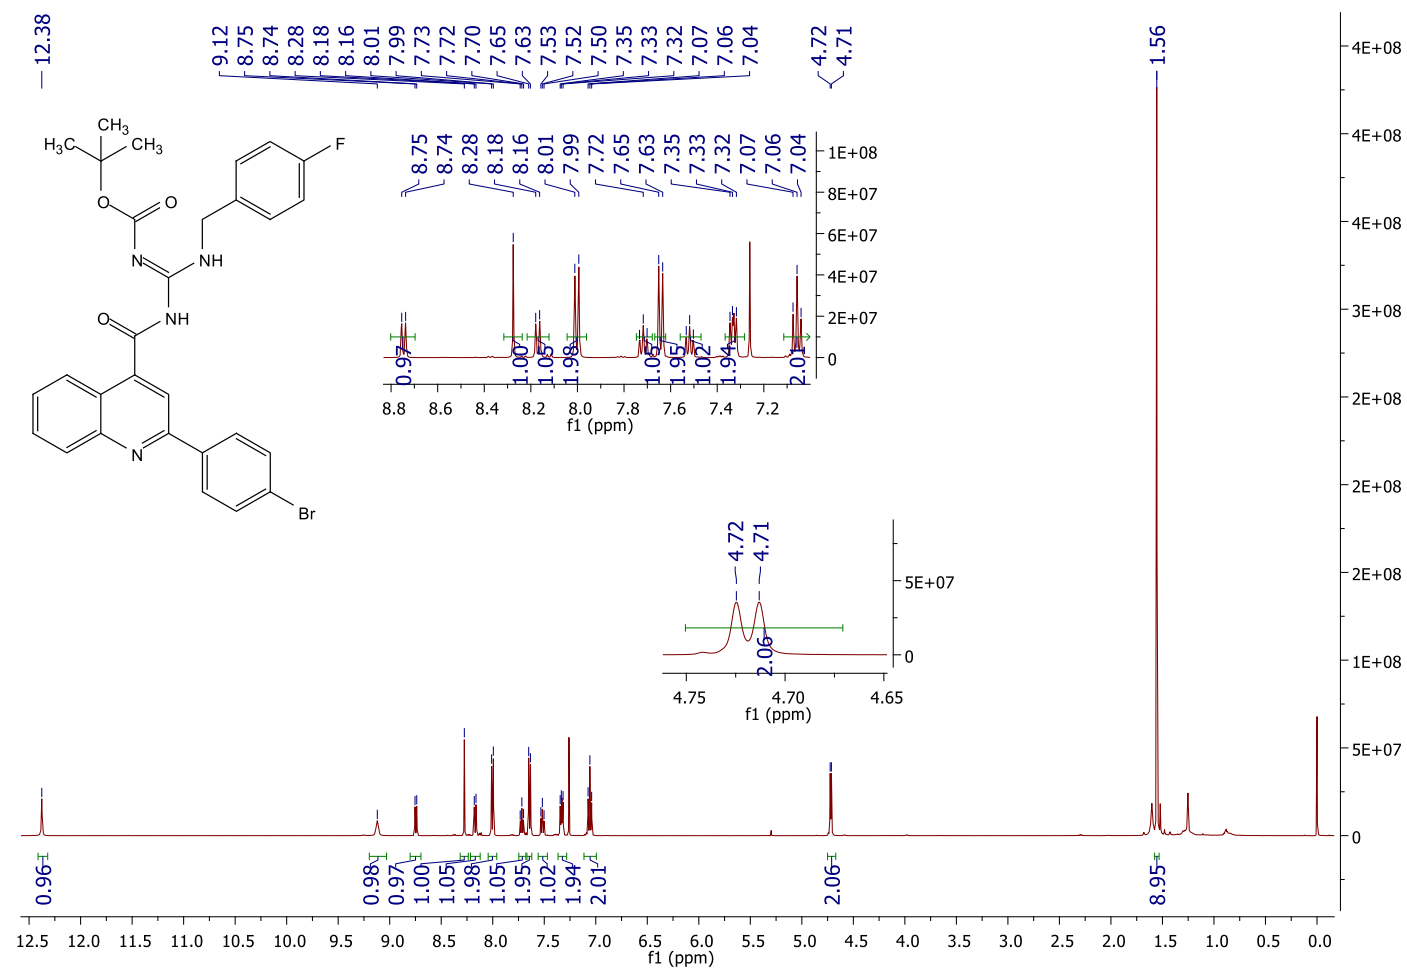 12.38
9.12
8.75
8.74
8.28
8.18
8.16
8.01
7.99
7.73
7.72
7.70
7.65
7.63
7.53
7.52
7.50
7.35
7.33
7.32
7.07
7.06
7.04
4.72
4.71
1.56
CH₃
H₃C
CH₃
O
O
F
N
NH
O
NH
N
Br
8.75
8.74
8.28
8.18
8.16
8.01
7.99
7.72
7.65
7.63
7.35
7.33
7.32
7.07
7.06
7.04
1E+08
8E+07
6E+07
4E+07
2E+07
0
0.97
1.00
1.05
1.98
1.05
1.95
1.02
1.94
2.01
8.8 8.6 8.4 8.2 8.0 7.8 7.6 7.4 7.2
f1 (ppm)
4.72
4.71
5E+07
0
2.06
4.75 4.70 4.65
f1 (ppm)
4E+08
4E+08
4E+08
3E+08
2E+08
2E+08
2E+08
1E+08
5E+07
0
0.96
0.98
0.97
1.00
1.05
1.98
1.05
1.95
1.02
1.94
2.01
2.06
8.95
12.5 12.0 11.5 11.0 10.5 10.0 9.5 9.0 8.5 8.0 7.5 7.0 6.5 6.0 5.5 5.0 4.5 4.0 3.5 3.0 2.5 2.0 1.5 1.0 0.5 0.0
f1 (ppm)